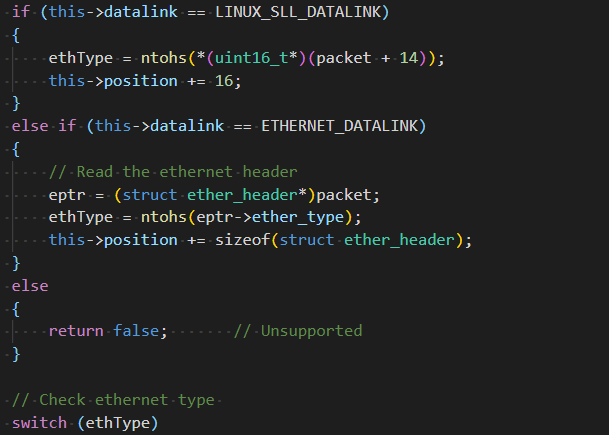 if (this->datalink == LINUX_SLL_DATALINK)
{
    ethType = ntohs(*(uint16_t*)(packet + 14));
    this->position += 16;
}
else if (this->datalink == ETHERNET_DATALINK)
{
    // Read the ethernet header
    eptr = (struct ether_header*)packet;
    ethType = ntohs(eptr->ether_type);
    this->position += sizeof(struct ether_header);
}
else
{
    return false;       // Unsupported
}

// Check ethernet type
switch (ethType)